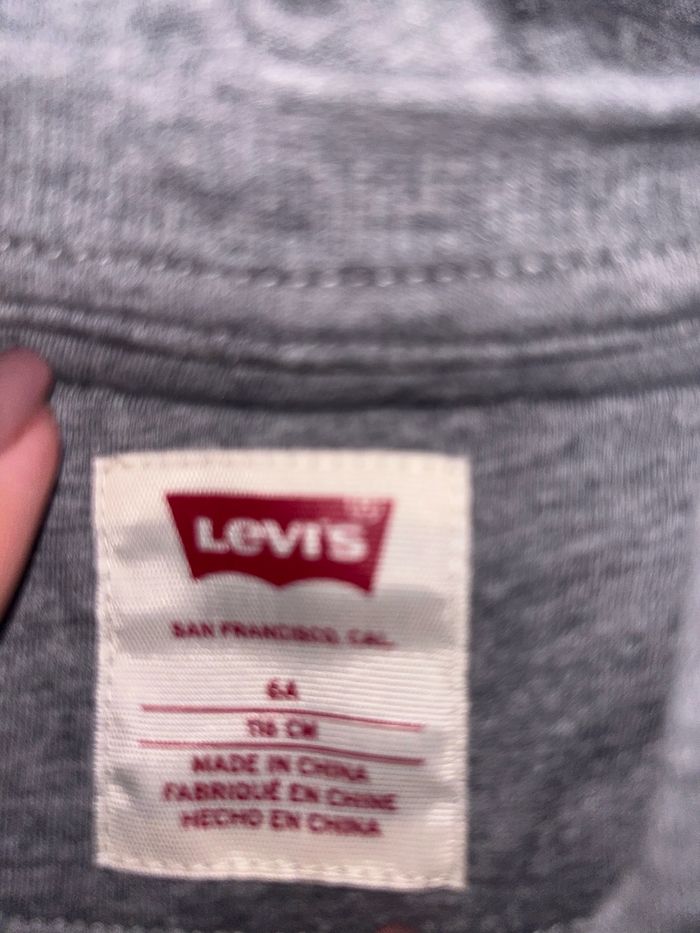 Levi's
SAN FRANCISCO, CAL.
6A
116 CM
MADE IN CHINA
FABRIQUÉ EN CHINE
HECHO EN CHINA